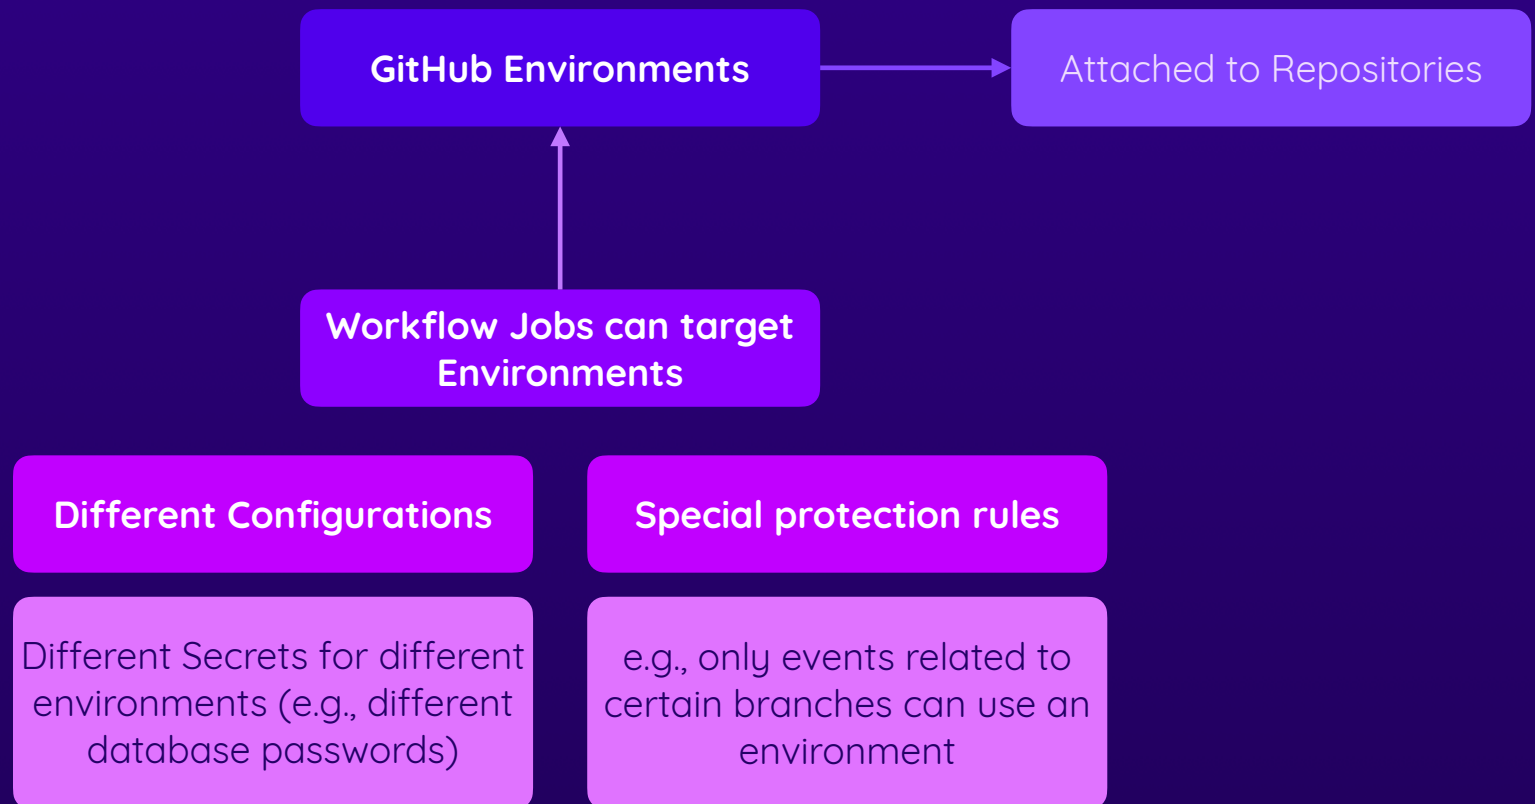 GitHub Environments
Attached to Repositories
Workflow Jobs can target
Environments
Different Configurations
Special protection rules
Different Secrets for different
environments (e.g., different
database passwords)
e.g., only events related to
certain branches can use an
environment